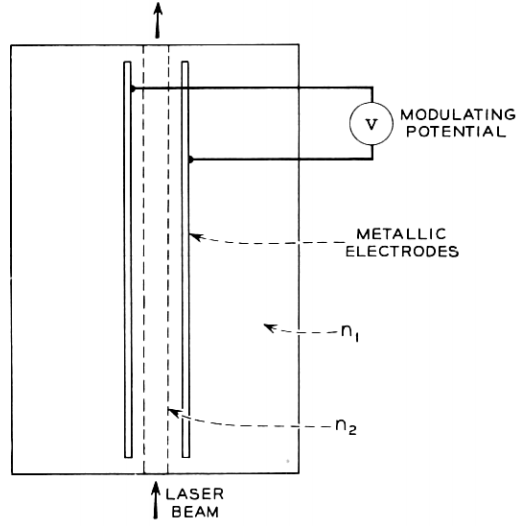 V
MODULATING
POTENTIAL
METALLIC
ELECTRODES
n₁
n₂
LASER
BEAM